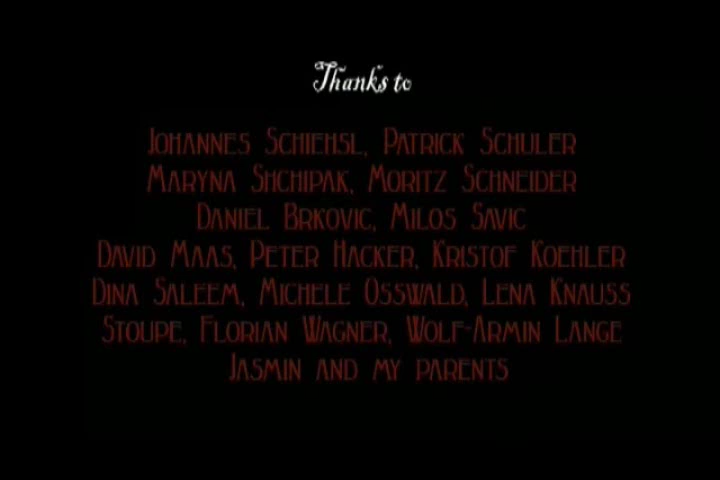 Thanks to
Johannes Schiehsl, Patrick Schuler
Maryna Shchipak, Moritz Schneider
Daniel Brkovic, Milos Savic
David Maas, Peter Hacker, Kristof Koehler
Dina Saleem, Michele Osswald, Lena Knauss
Stoupe, Florian Wagner, Wolf-Armin Lange
Jasmin and my parents